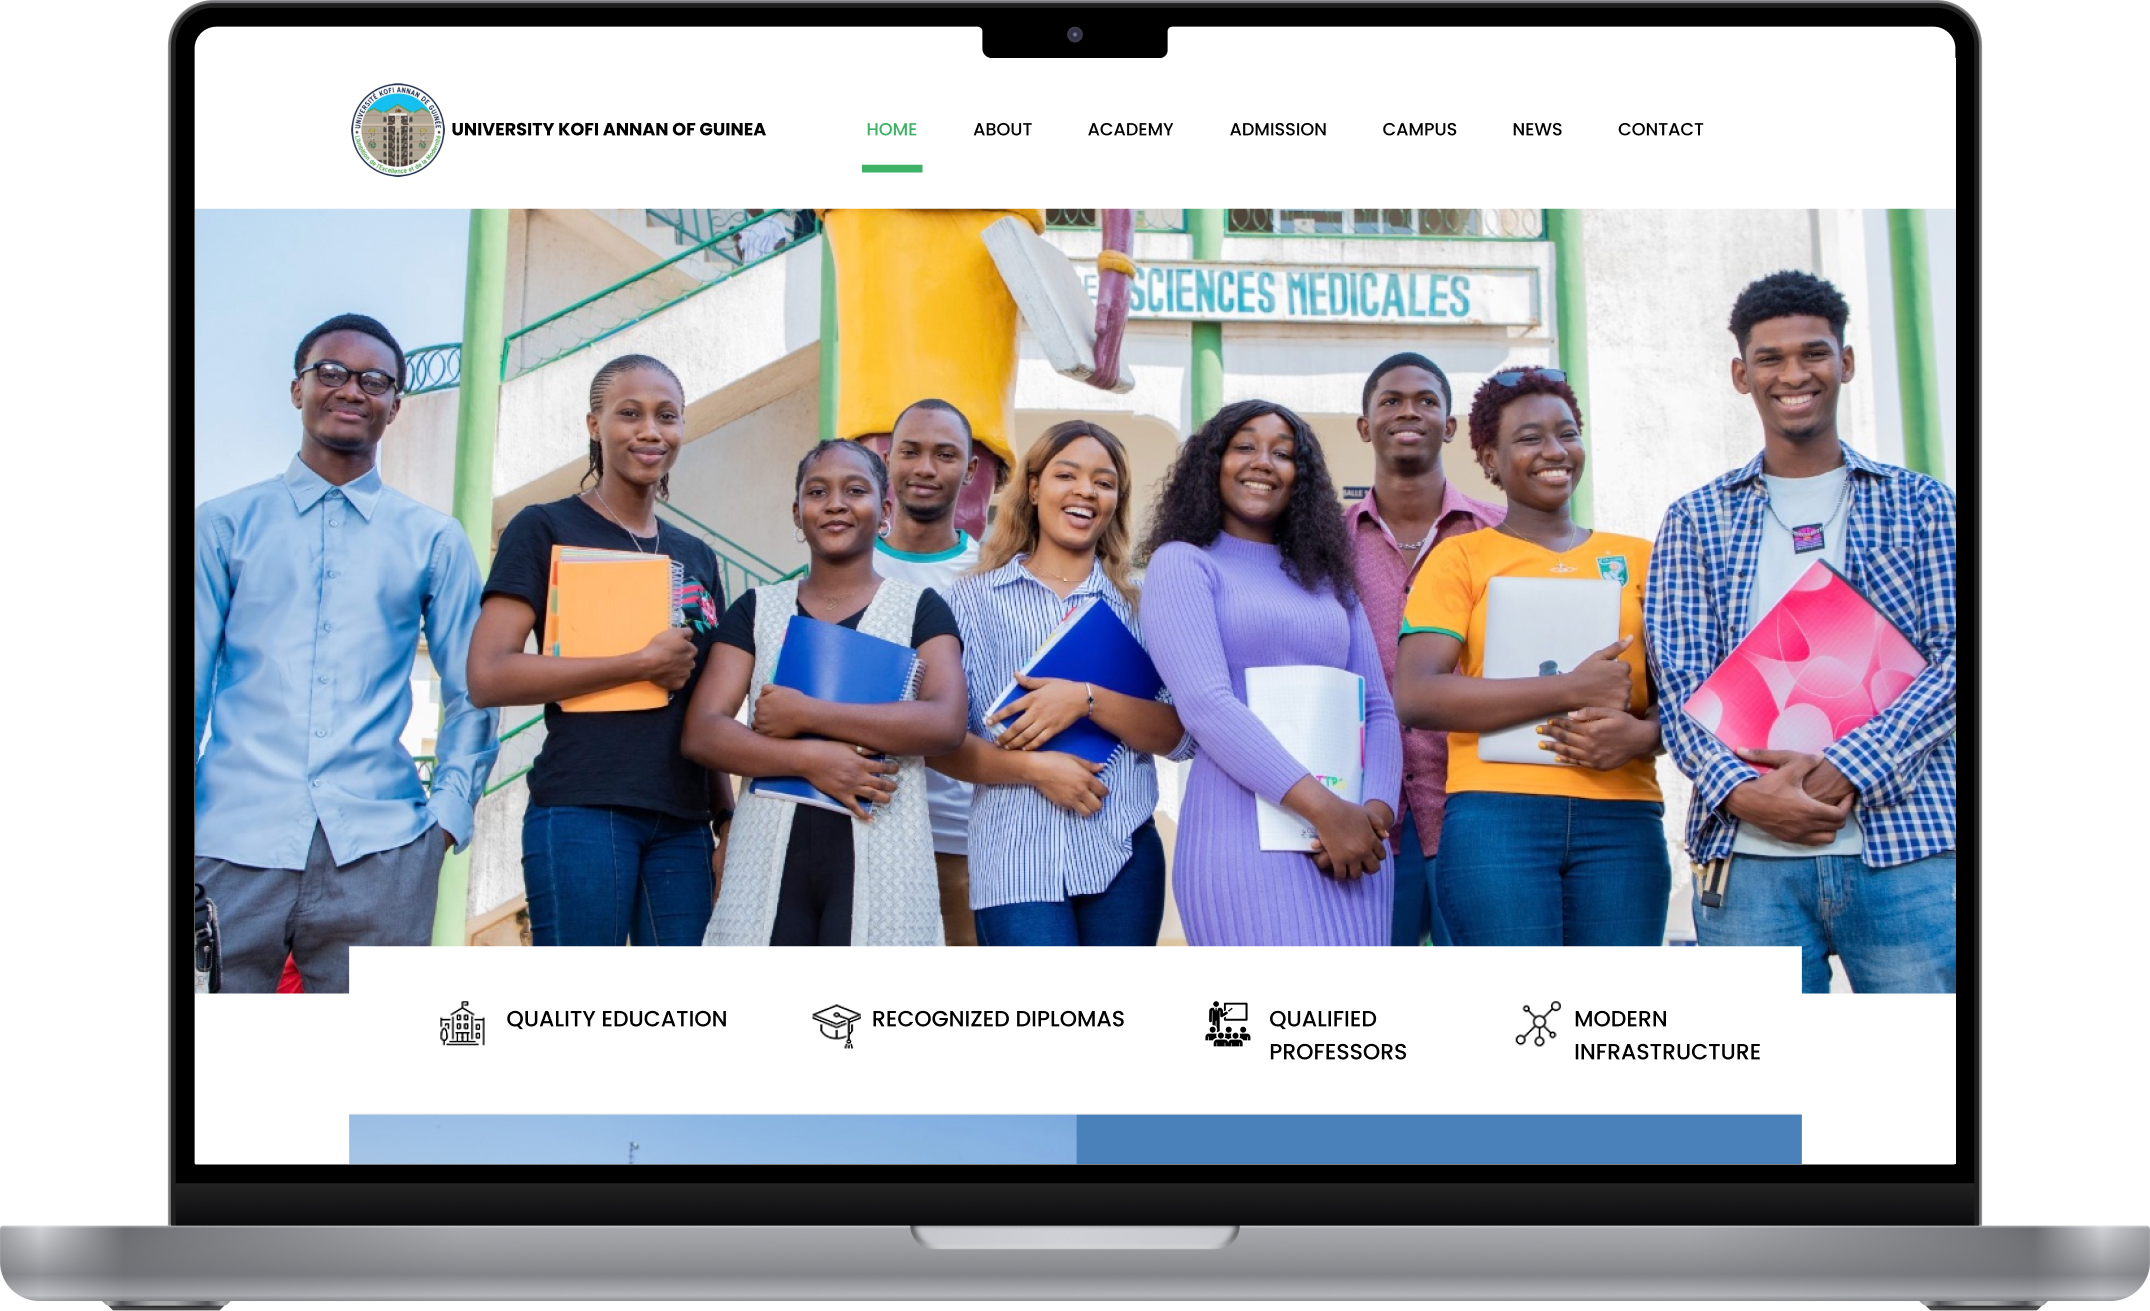 UNIVERSITÉ KOFI ANNAN DE GUINÉE
UNIVERSITY KOFI ANNAN OF GUINEA
HOME
ABOUT
ACADEMY
ADMISSION
CAMPUS
NEWS
CONTACT
SCIENCES MEDICALES
SALLE
QUALITY EDUCATION
RECOGNIZED DIPLOMAS
QUALIFIED
PROFESSORS
MODERN
INFRASTRUCTURE